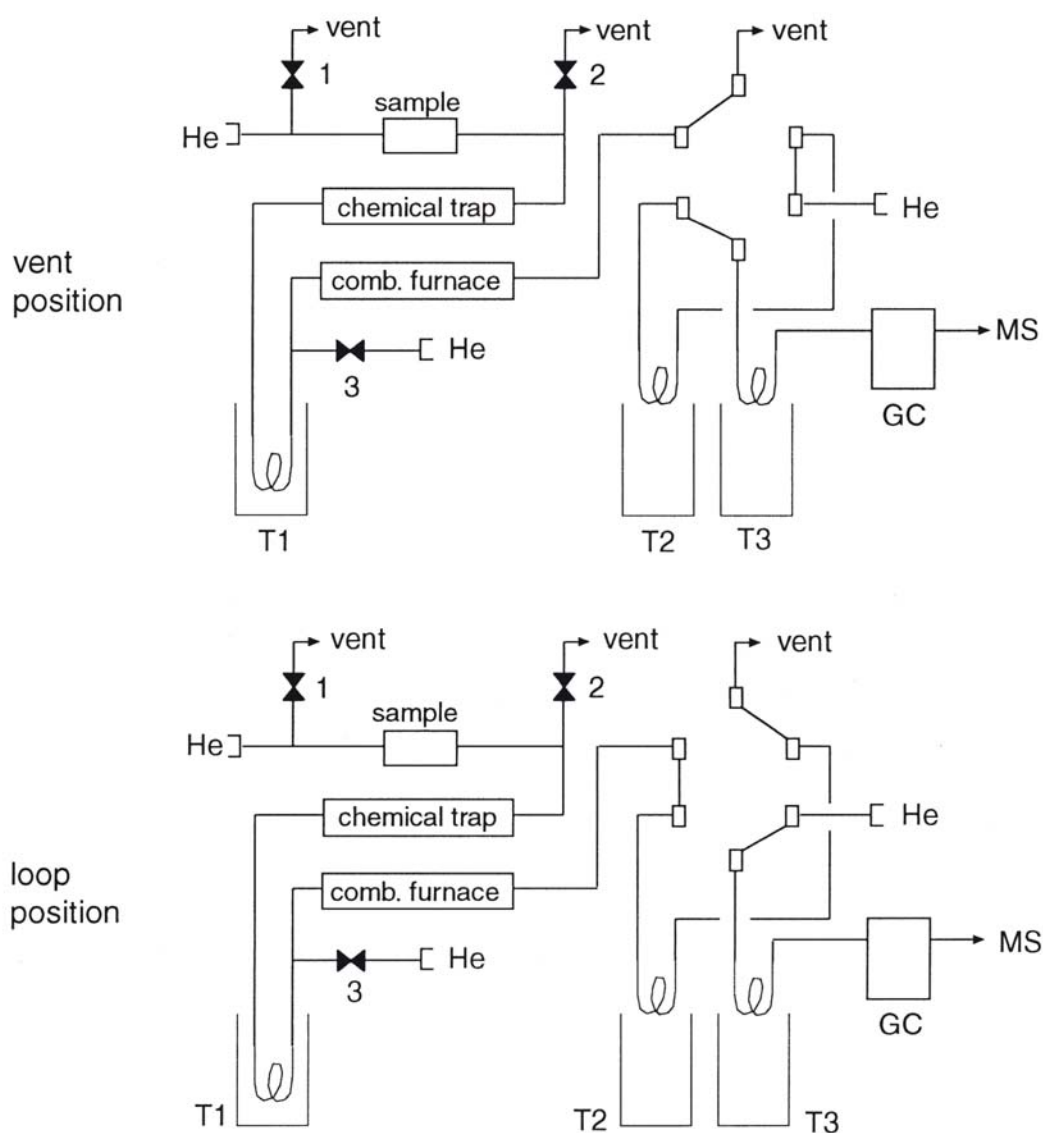 vent
vent
vent
1
2
sample
He
chemical trap
He
vent
position
comb. furnace
He
3
MS
GC
T1
T2
T3
vent
vent
vent
1
2
sample
He
chemical trap
He
loop
position
comb. furnace
He
3
MS
GC
T1
T2
T3